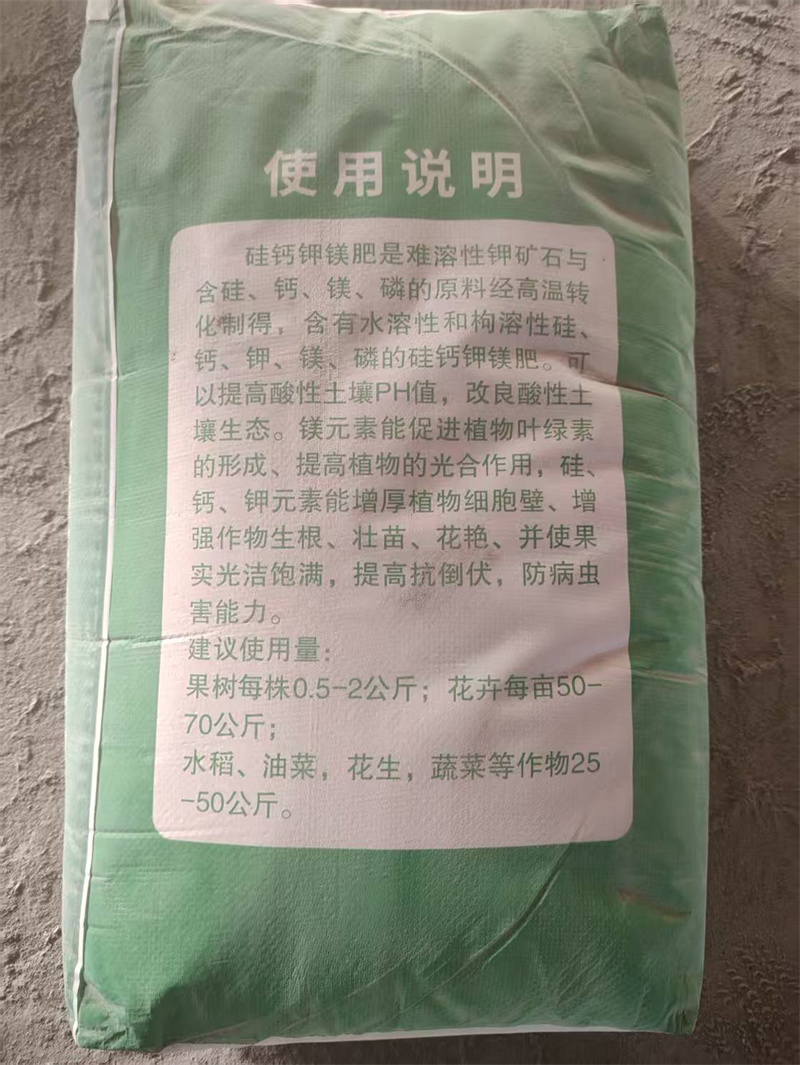 使用说明
硅钙钾镁肥是难溶性钾矿石与
含硅、钙、镁、磷的原料经高温转
化制得，含有水溶性和枸溶性硅、
钙、钾、镁、磷的硅钙钾镁肥。可
以提高酸性土壤PH值，改良酸性土
壤生态。镁元素能促进植物叶绿素
的形成、提高植物的光合作用，硅、
钙、钾元素能增厚植物细胞壁、增
强作物生根、壮苗、花艳、并使果
实光洁饱满，提高抗倒伏，防病虫
害能力。
建议使用量：
果树每株0.5-2公斤；花卉每亩50-
70公斤；
水稻、油菜，花生，蔬菜等作物25
-50公斤。